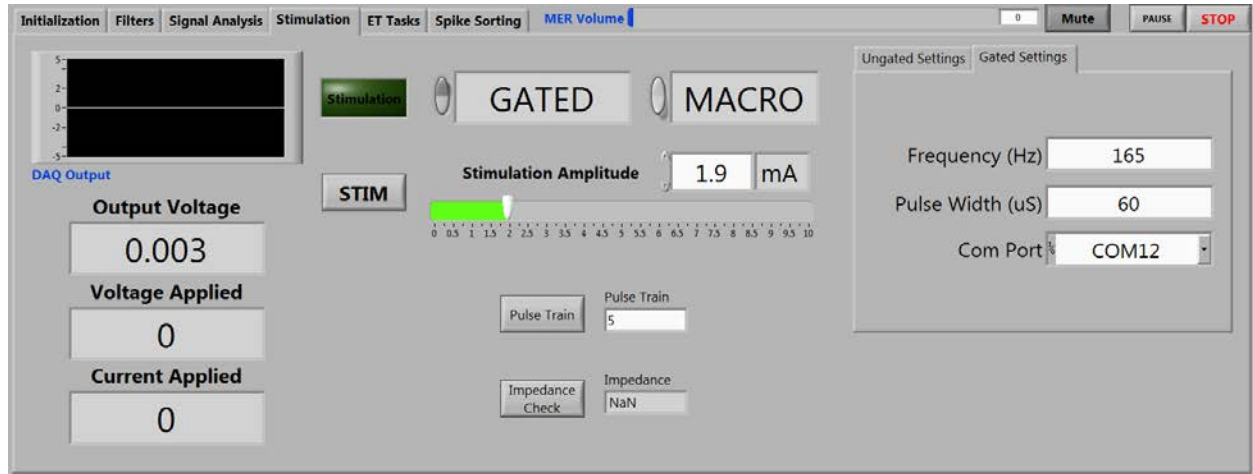 Initialization Filters Signal Analysis Stimulation ET Tasks Spike Sorting MER Volume 0 Mute PAUSE STOP
5-
2-
0-
-2-
-5-
DAQ Output
Output Voltage
0.003
Voltage Applied
0
Current Applied
0
Stimulation
STIM
GATED MACRO
Stimulation Amplitude 1.9 mA
0 0.5 1 1.5 2 2.5 3 3.5 4 4.5 5 5.5 6 6.5 7 7.5 8 8.5 9 9.5 10
Pulse Train
Pulse Train
5
Impedance
Check
Impedance
NaN
Ungated Settings Gated Settings
Frequency (Hz) 165
Pulse Width (uS) 60
Com Port COM12